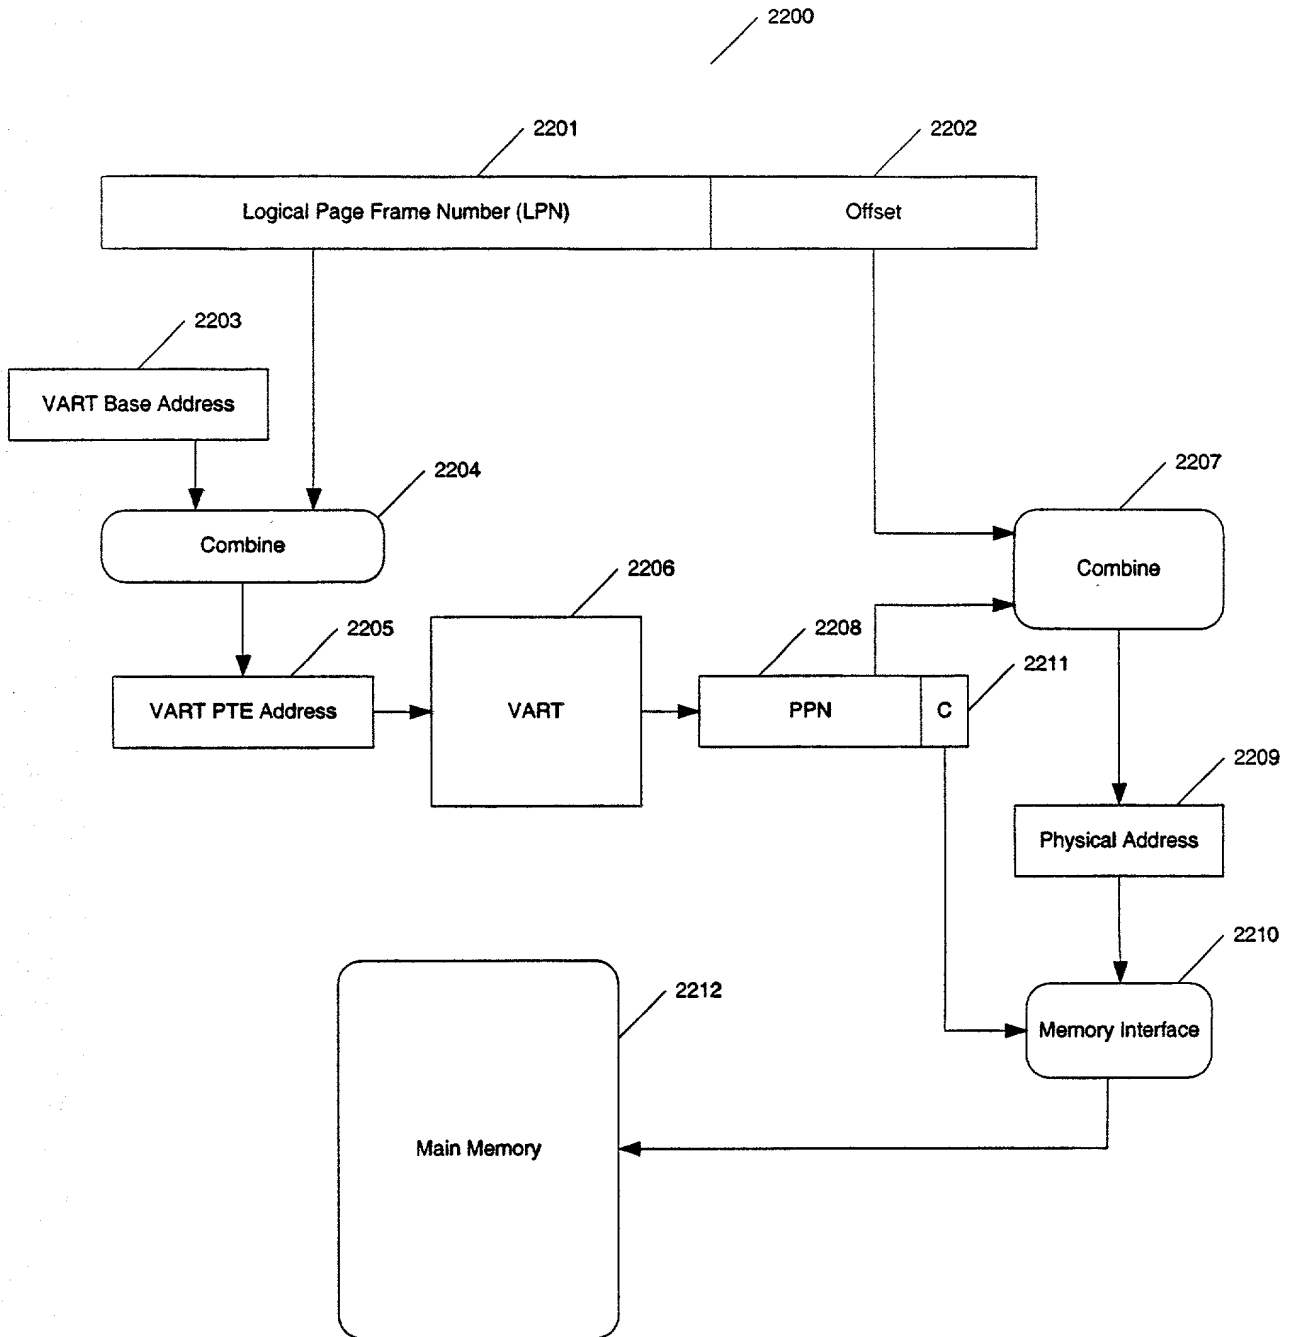 2200
2201
2202
Logical Page Frame Number (LPN)
Offset
2203
VART Base Address
2204
2207
Combine
Combine
2206
2205
2208
2211
VART PTE Address
VART
PPN
C
2209
Physical Address
2210
2212
Memory Interface
Main Memory